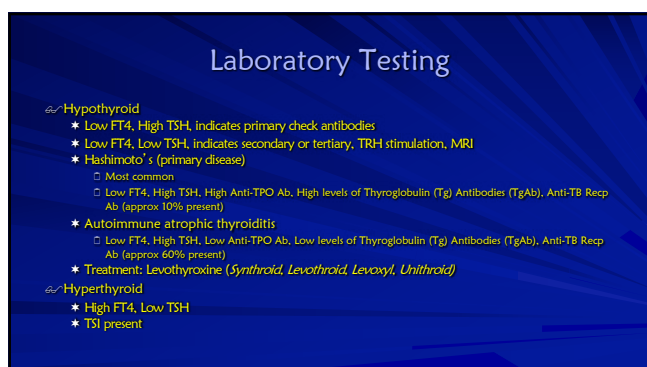 Laboratory Testing
Hypothyroid
Low FT4, High TSH, indicates primary check antibodies
Low FT4, Low TSH, indicates secondary or tertiary, TRH stimulation, MRI
Hashimoto's (primary disease)
Most common
Low FT4, High TSH, High Anti-TPO Ab, High levels of Thyroglobulin (Tg) Antibodies (TgAb), Anti-TB Recp
Ab (approx 10% present)
Autoimmune atrophic thyroiditis
Low FT4, High TSH, Low Anti-TPO Ab, Low levels of Thyroglobulin (Tg) Antibodies (TgAb), Anti-TB Recp
Ab (approx 60% present)
Treatment: Levothyroxine (Synthroid, Levothroid, Levoxyl, Unithroid)
Hyperthyroid
High FT4, Low TSH
TSI present